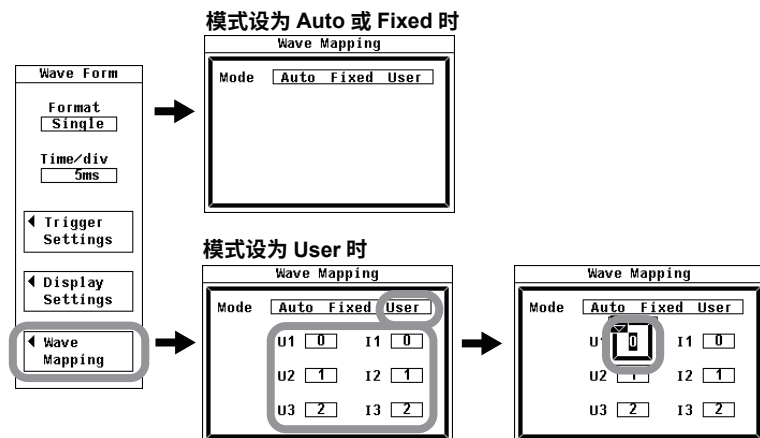 模式设为 Auto 或 Fixed 时
Wave Mapping
Mode Auto Fixed User
Wave Form
Format
Single
Time/div
5ms
Trigger
Settings
Display
Settings
Wave
Mapping
模式设为 User 时
Wave Mapping
Mode Auto Fixed User
U1 0 I1 0
U2 1 I2 1
U3 2 I3 2
Wave Mapping
Mode Auto Fixed User
U1 0 I1 0
U2 1 I2 1
U3 2 I3 2